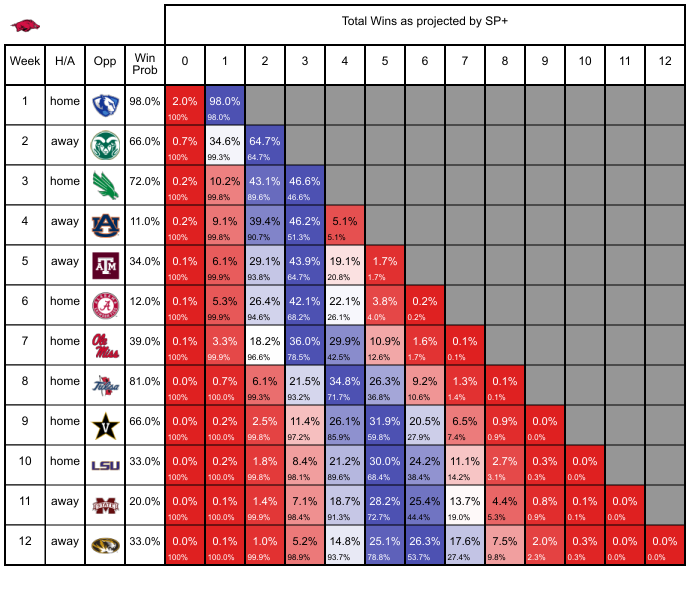 Total Wins as projected by SP+
Week H/A Opp Win Prob 0 1 2 3 4 5 6 7 8 9 10 11 12
1 home 98.0% 2.0% 98.0%
100% 98.0%
2 away 66.0% 0.7% 34.6% 64.7%
100% 99.3% 64.7%
3 home 72.0% 0.2% 10.2% 43.1% 46.6%
100% 99.8% 89.6% 46.6%
4 away 11.0% 0.2% 9.1% 39.4% 46.2% 5.1%
100% 99.8% 90.7% 51.3% 5.1%
5 away ATM 34.0% 0.1% 6.1% 29.1% 43.9% 19.1% 1.7%
100% 99.9% 93.8% 64.7% 20.8% 1.7%
6 home 12.0% 0.1% 5.3% 26.4% 42.1% 22.1% 3.8% 0.2%
100% 99.9% 94.6% 68.2% 26.1% 4.0% 0.2%
7 home Ole Miss 39.0% 0.1% 3.3% 18.2% 36.0% 29.9% 10.9% 1.6% 0.1%
100% 99.9% 96.6% 78.5% 42.5% 12.6% 1.7% 0.1%
8 home Tulsa 81.0% 0.0% 0.7% 6.1% 21.5% 34.8% 26.3% 9.2% 1.3% 0.1%
100% 100.0% 99.3% 93.2% 71.7% 36.8% 10.6% 1.4% 0.1%
9 home V 66.0% 0.0% 0.2% 2.5% 11.4% 26.1% 31.9% 20.5% 6.5% 0.9% 0.0%
100% 100.0% 99.8% 97.2% 85.9% 59.8% 27.9% 7.4% 0.9% 0.0%
10 home LSU 33.0% 0.0% 0.2% 1.8% 8.4% 21.2% 30.0% 24.2% 11.1% 2.7% 0.3% 0.0%
100% 100.0% 99.8% 98.1% 89.6% 68.4% 38.4% 14.2% 3.1% 0.3% 0.0%
11 away STATE 20.0% 0.0% 0.1% 1.4% 7.1% 18.7% 28.2% 25.4% 13.7% 4.4% 0.8% 0.1% 0.0%
100% 100.0% 99.9% 98.4% 91.3% 72.7% 44.4% 19.0% 5.3% 0.9% 0.1% 0.0%
12 away 33.0% 0.0% 0.1% 1.0% 5.2% 14.8% 25.1% 26.3% 17.6% 7.5% 2.0% 0.3% 0.0% 0.0%
100% 100.0% 99.9% 98.9% 93.7% 78.8% 53.7% 27.4% 9.8% 2.3% 0.3% 0.0% 0.0%